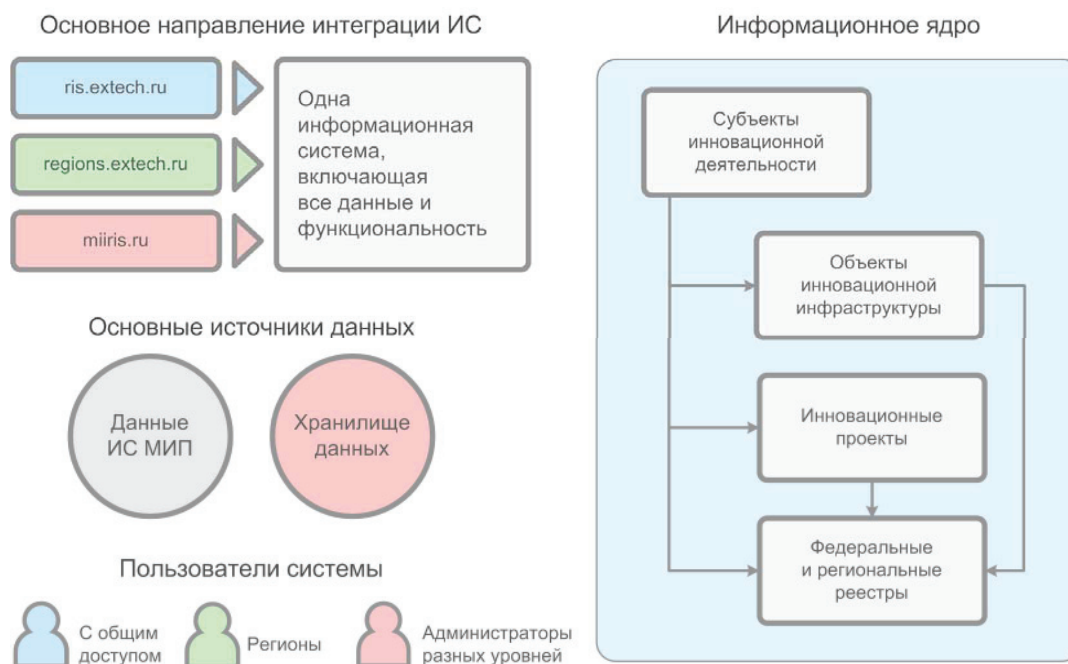 Основное направление интеграции ИС
ris.extech.ru
regions.extech.ru
miiris.ru
Одна
информационная
система,
включающая
все данные и
функциональность
Основные источники данных
Данные
ИС МИП
Хранилище
данных
Пользователи системы
С общим
доступом
Регионы
Администраторы
разных уровней
Информационное ядро
Субъекты
инновационной
деятельности
Объекты
инновационной
инфраструктуры
Инновационные
проекты
Федеральные
и региональные
реестры